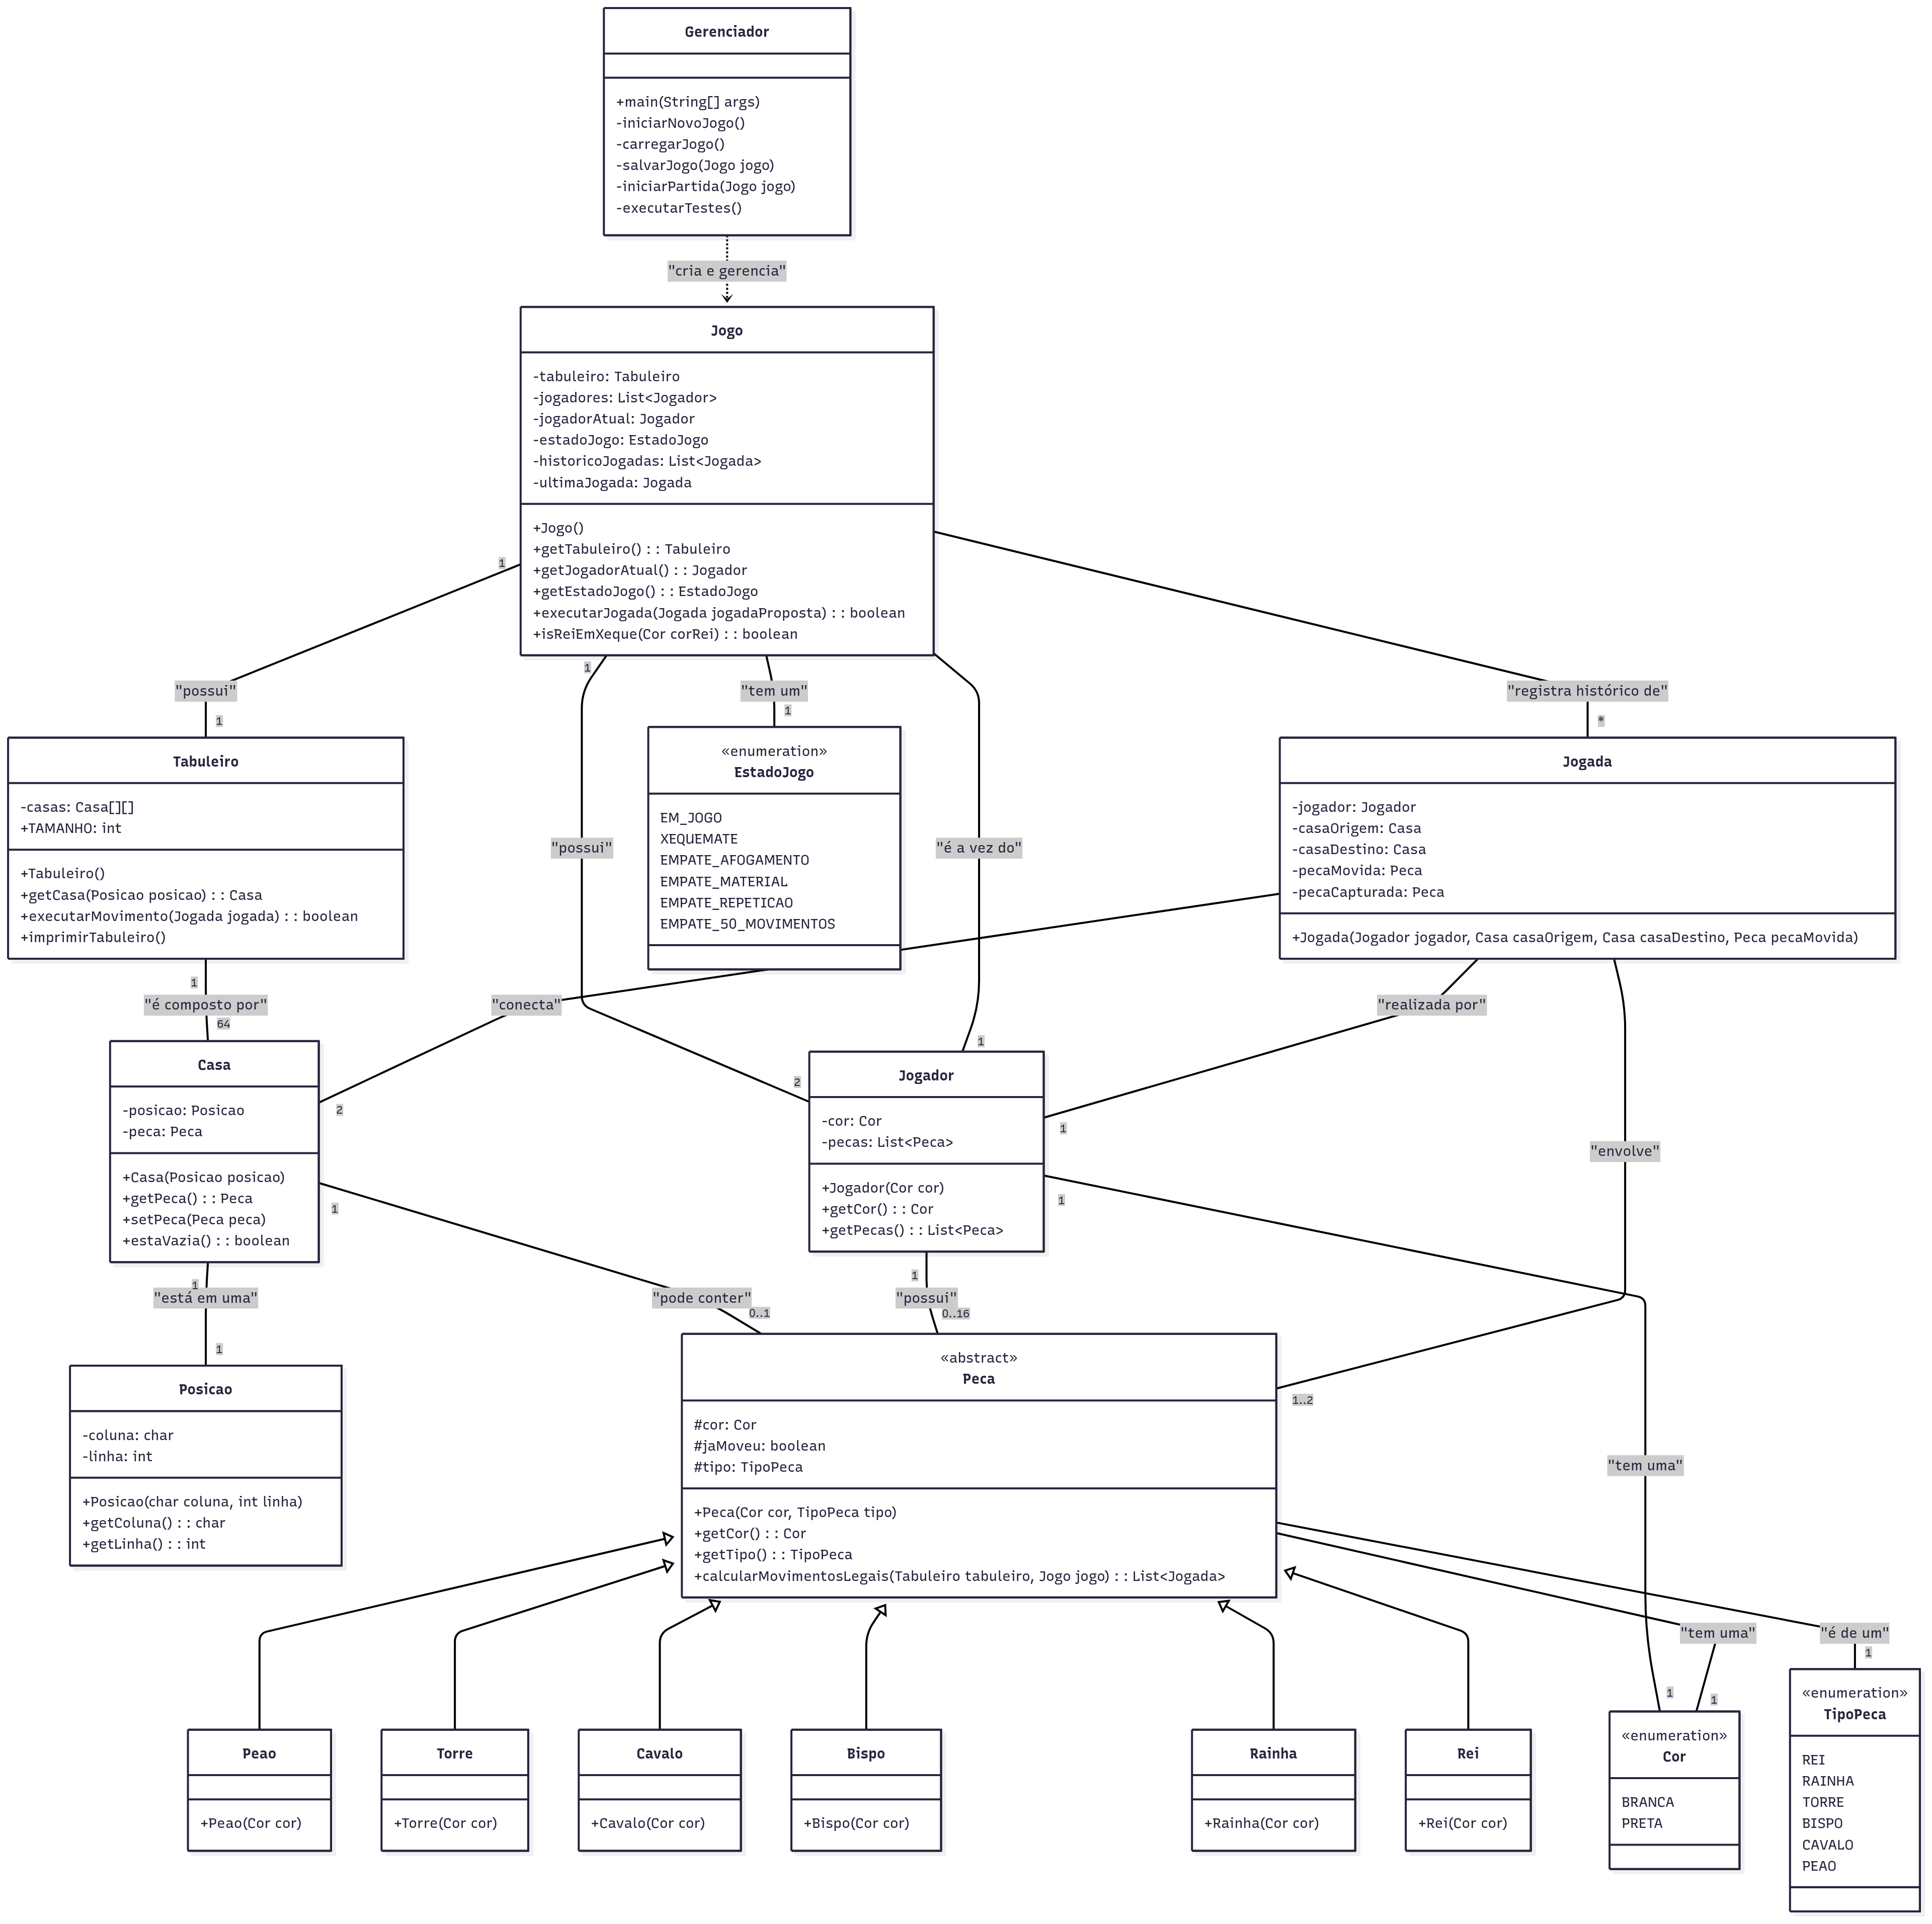 Gerenciador
+main(String[] args)
-iniciarNovoJogo()
-carregarJogo()
-salvarJogo(Jogo jogo)
-iniciarPartida(Jogo jogo)
-executarTestes()
"cria e gerencia"
Jogo
-tabuleiro: Tabuleiro
-jogadores: List<Jogador>
-jogadorAtual: Jogador
-estadoJogo: EstadoJogo
-historicoJogadas: List<Jogada>
-ultimaJogada: Jogada
+Jogo()
+getTabuleiro() : : Tabuleiro
+getJogadorAtual() : : Jogador
+getEstadoJogo() : : EstadoJogo
+executarJogada(Jogada jogadaProposta) : : boolean
+isReiEmXeque(Cor corRei) : : boolean
1
"possui"
1
1
"possui"
2
"tem um"
1
"é a vez do"
1
"registra histórico de"
*
Tabuleiro
-casas: Casa[][]
+TAMANHO: int
+Tabuleiro()
+getCasa(Posicao posicao) : : Casa
+executarMovimento(Jogada jogada) : : boolean
+imprimirTabuleiro()
«enumeration»
EstadoJogo
EM_JOGO
XEQUEMATE
EMPATE_AFOGAMENTO
EMPATE_MATERIAL
EMPATE_REPETICAO
EMPATE_50_MOVIMENTOS
Jogada
-jogador: Jogador
-casaOrigem: Casa
-casaDestino: Casa
-pecaMovida: Peca
-pecaCapturada: Peca
+Jogada(Jogador jogador, Casa casaOrigem, Casa casaDestino, Peca pecaMovida)
1
"é composto por"
64
"conecta"
2
"realizada por"
1
"envolve"
1..2
Casa
-posicao: Posicao
-peca: Peca
+Casa(Posicao posicao)
+getPeca() : : Peca
+setPeca(Peca peca)
+estaVazia() : : boolean
Jogador
-cor: Cor
-pecas: List<Peca>
+Jogador(Cor cor)
+getCor() : : Cor
+getPecas() : : List<Peca>
1
"está em uma"
1
1
"pode conter"
0..1
1
"possui"
0..16
1
"tem uma"
1
Posicao
-coluna: char
-linha: int
+Posicao(char coluna, int linha)
+getColuna() : : char
+getLinha() : : int
«abstract»
Peca
#cor: Cor
#jaMoveu: boolean
#tipo: TipoPeca
+Peca(Cor cor, TipoPeca tipo)
+getCor() : : Cor
+getTipo() : : TipoPeca
+calcularMovimentosLegais(Tabuleiro tabuleiro, Jogo jogo) : : List<Jogada>
"tem uma"
1
"é de um"
1
Peao
+Peao(Cor cor)
Torre
+Torre(Cor cor)
Cavalo
+Cavalo(Cor cor)
Bispo
+Bispo(Cor cor)
Rainha
+Rainha(Cor cor)
Rei
+Rei(Cor cor)
«enumeration»
Cor
BRANCA
PRETA
«enumeration»
TipoPeca
REI
RAINHA
TORRE
BISPO
CAVALO
PEAO